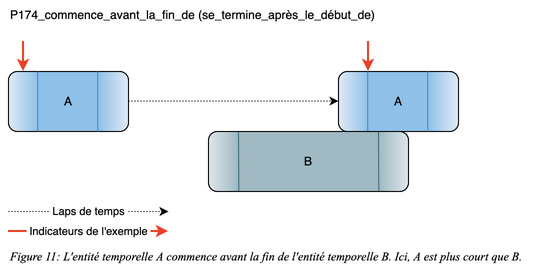 P174_commence_avant_la_fin_de (se_termine_après_le_début_de)
A
A
B
Laps de temps
Indicateurs de l'exemple
Figure 11: L'entité temporelle A commence avant la fin de l'entité temporelle B. Ici, A est plus court que B.